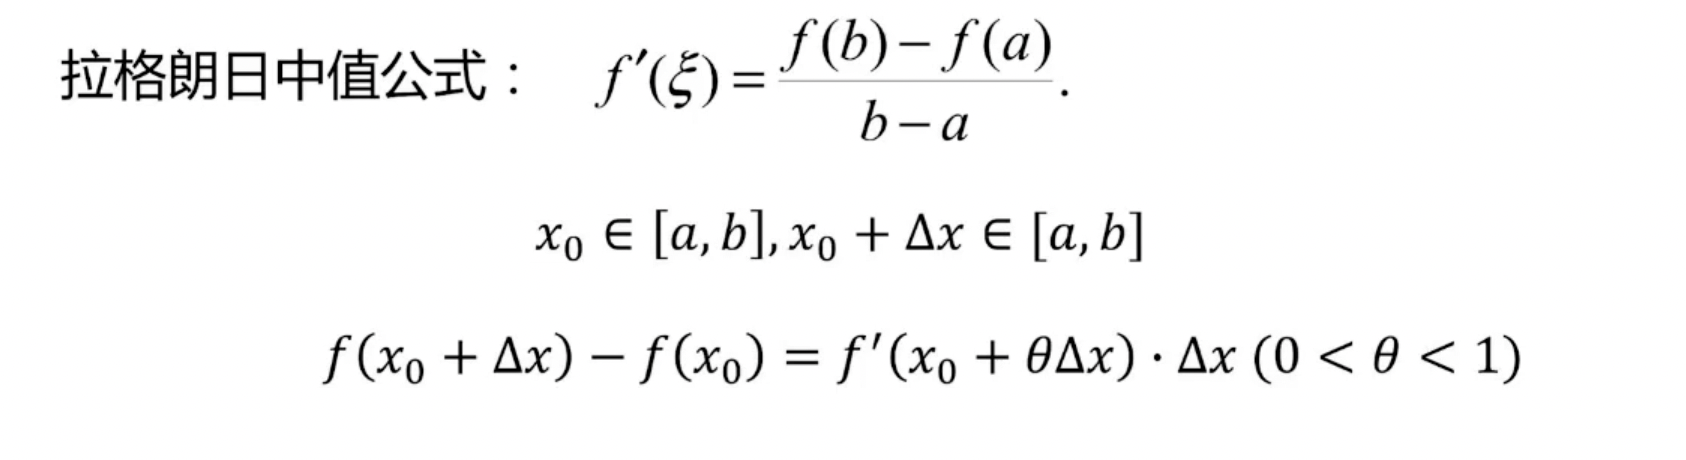 拉格朗日中值公式： f′(ξ) = (f(b) − f(a)) / (b − a).
x₀ ∈ [a, b], x₀ + Δx ∈ [a, b]
f(x₀ + Δx) − f(x₀) = f′(x₀ + θΔx) · Δx (0 < θ < 1)